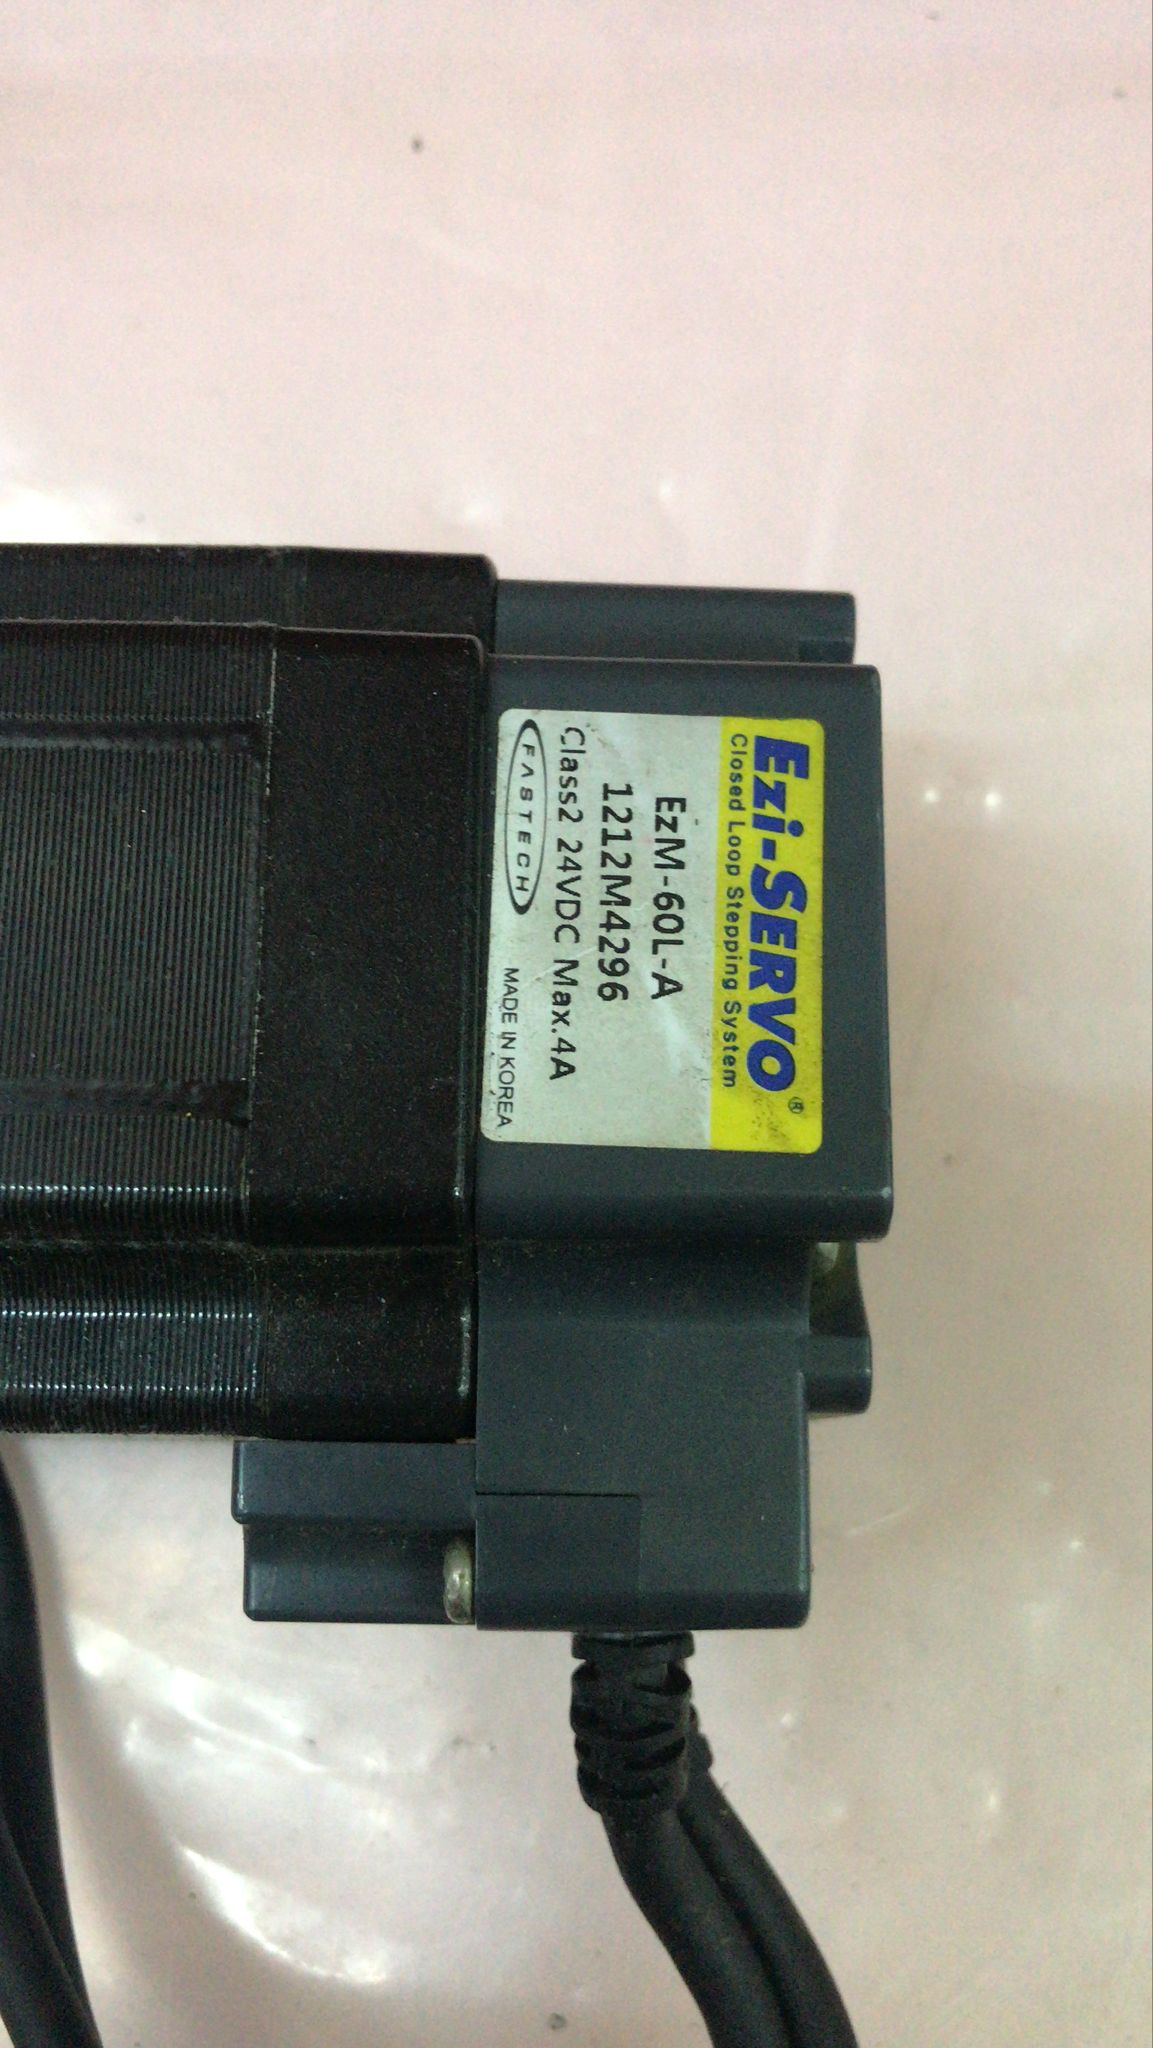 Ezi-SERVO®
Closed Loop Stepping System
EzM-60L-A
1212M4296
Class2 24VDC Max.4A
FASTECH
MADE IN KOREA